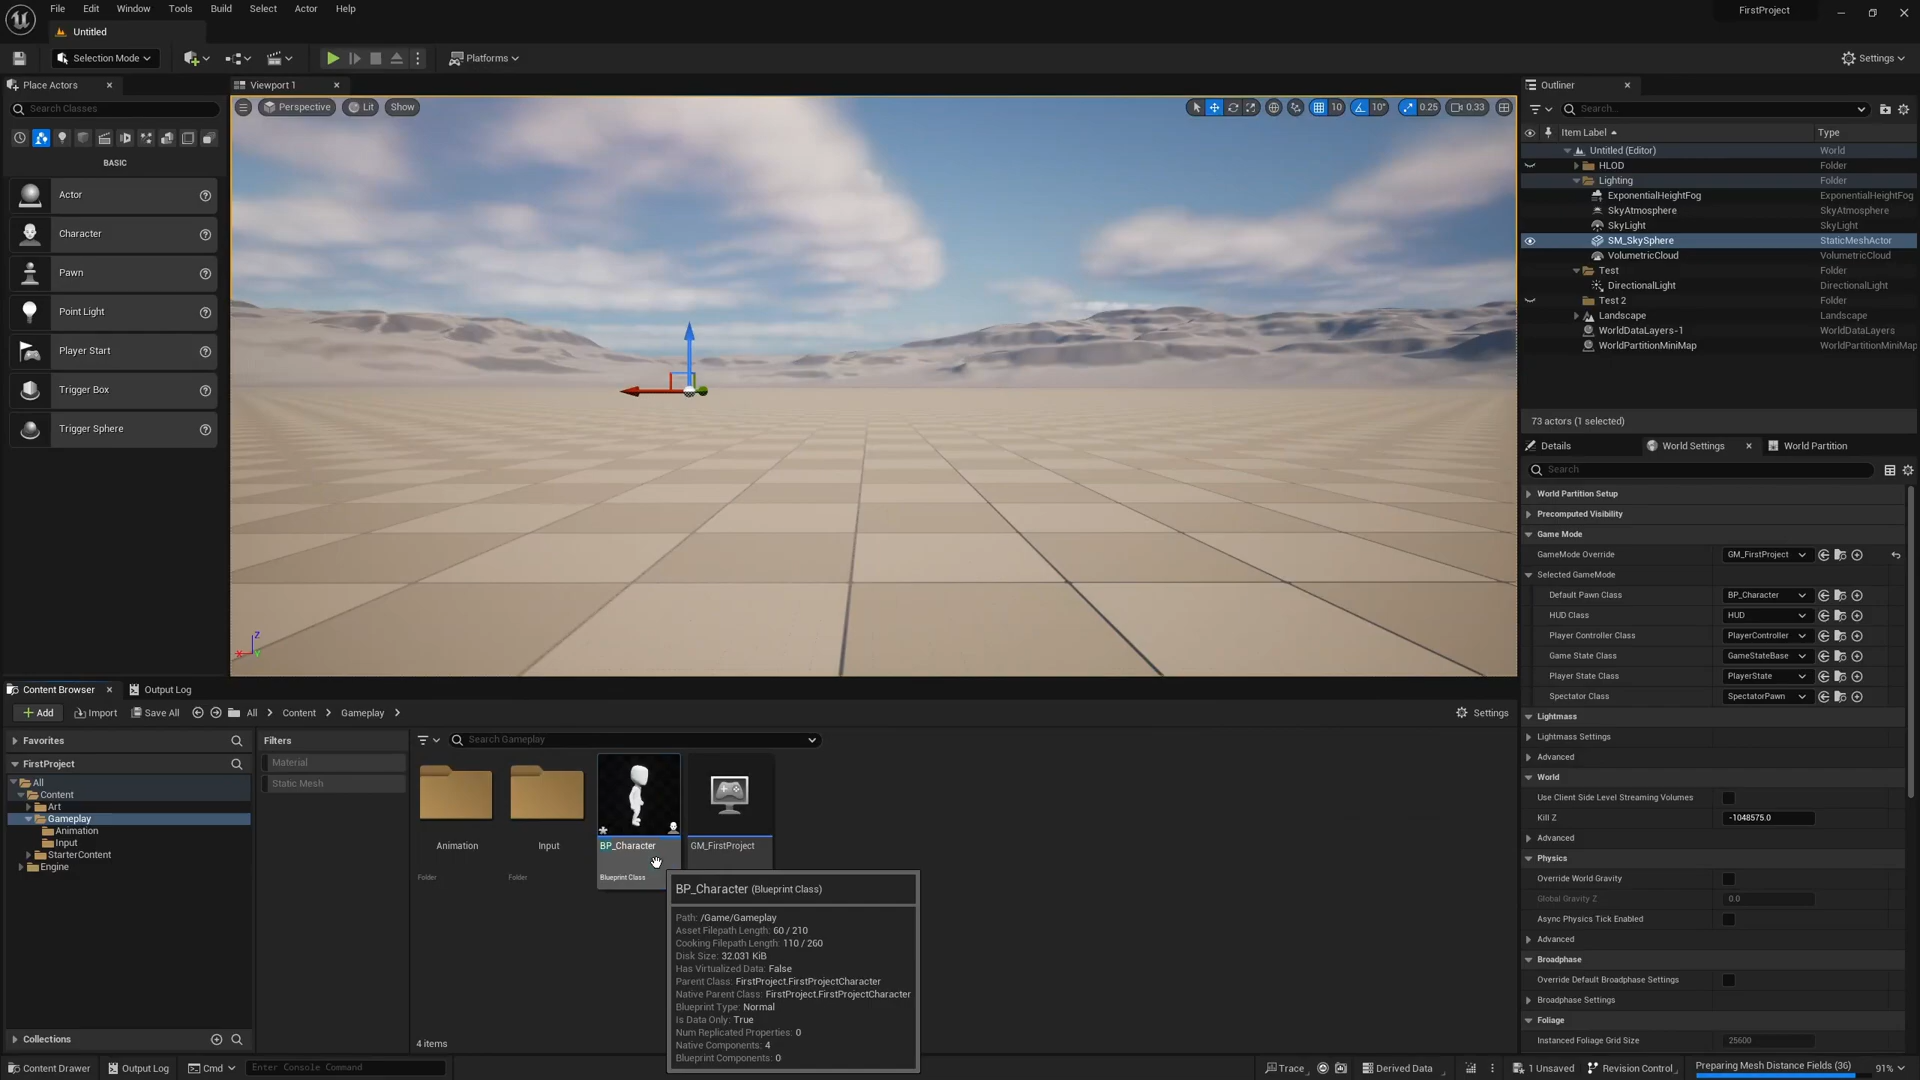 File Edit Window Tools Build Select Actor Help
FirstProject
Untitled
Selection Mode
Platforms
Settings
Place Actors
Viewport 1
Outliner
Search Classes
Perspective
Lit
Show
10
10°
0.25
0.33
Search...
Item Label
Type
BASIC
Actor
Character
Pawn
Point Light
Player Start
Trigger Box
Trigger Sphere
Untitled (Editor) World
HLOD Folder
Lighting Folder
ExponentialHeightFog ExponentialHeightFog
SkyAtmosphere SkyAtmosphere
SkyLight SkyLight
SM_SkySphere StaticMeshActor
VolumetricCloud VolumetricCloud
Test Folder
DirectionalLight DirectionalLight
Test 2 Folder
Landscape Landscape
WorldDataLayers-1 WorldDataLayers
WorldPartitionMiniMap WorldPartitionMiniMap
73 actors (1 selected)
Details
World Settings
World Partition
Search
World Partition Setup
Precomputed Visibility
Game Mode
GameMode Override GM_FirstProject
Selected GameMode
Default Pawn Class BP_Character
HUD Class HUD
Player Controller Class PlayerController
Game State Class GameStateBase
Player State Class PlayerState
Spectator Class SpectatorPawn
Lightmass
Lightmass Settings
Advanced
World
Use Client Side Level Streaming Volumes
Kill Z -1048575.0
Advanced
Physics
Override World Gravity
Global Gravity Z 0.0
Async Physics Tick Enabled
Advanced
Broadphase
Override Default Broadphase Settings
Broadphase Settings
Foliage
Instanced Foliage Grid Size 25600
Z
X
Y
Content Browser
Output Log
Add
Import
Save All
All
Content
Gameplay
Settings
Favorites
FirstProject
All
Content
Art
Gameplay
Animation
Input
StarterContent
Engine
Collections
Filters
Material
Static Mesh
Search Gameplay
Animation
Folder
Input
Folder
BP_Character
Blueprint Class
GM_FirstProject
BP_Character (Blueprint Class)
Path: /Game/Gameplay
Asset Filepath Length: 60 / 210
Cooking Filepath Length: 110 / 260
Disk Size: 32.031 KiB
Has Virtualized Data: False
Parent Class: FirstProject.FirstProjectCharacter
Native Parent Class: FirstProject.FirstProjectCharacter
Blueprint Type: Normal
Is Data Only: True
Num Replicated Properties: 0
Native Components: 4
Blueprint Components: 0
4 items
Content Drawer
Output Log
Cmd
Enter Console Command
Trace
Derived Data
1 Unsaved
Revision Control
Preparing Mesh Distance Fields (36)
91%